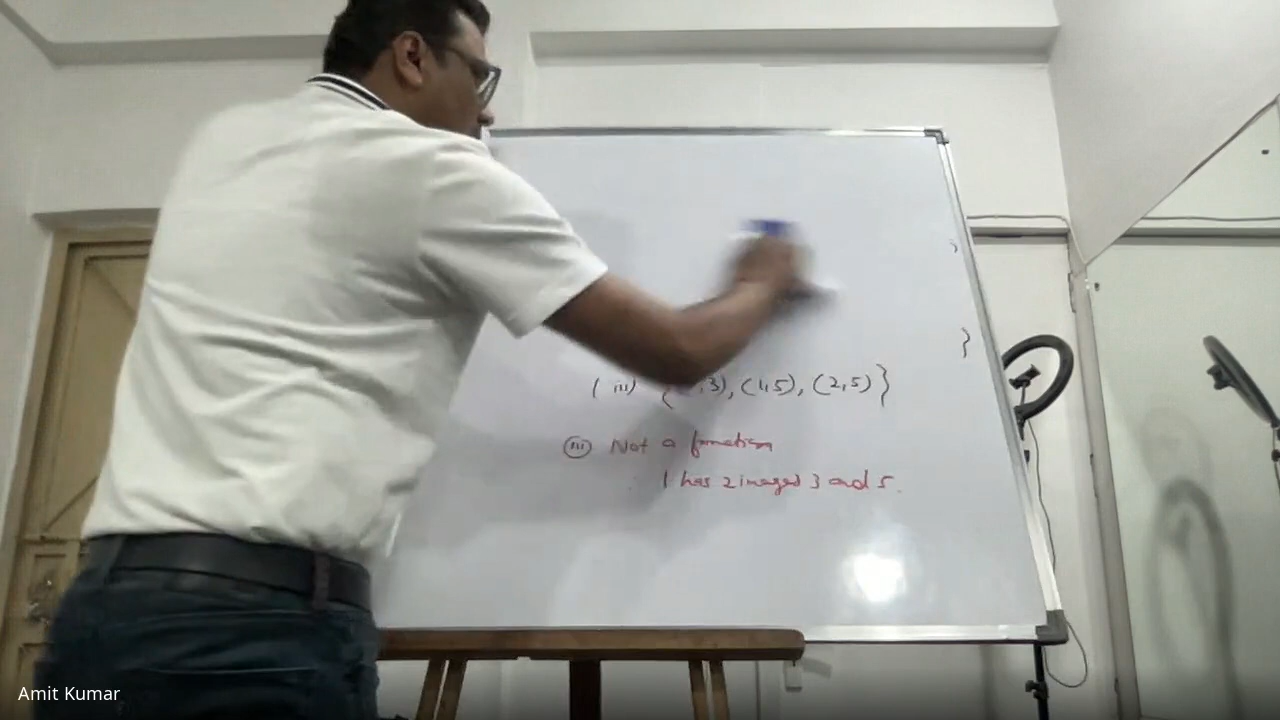 }
(iii) { ,3), (1,5), (2,5)}
(iii) Not a function
1 has 2 images 3 and 5.
Amit Kumar